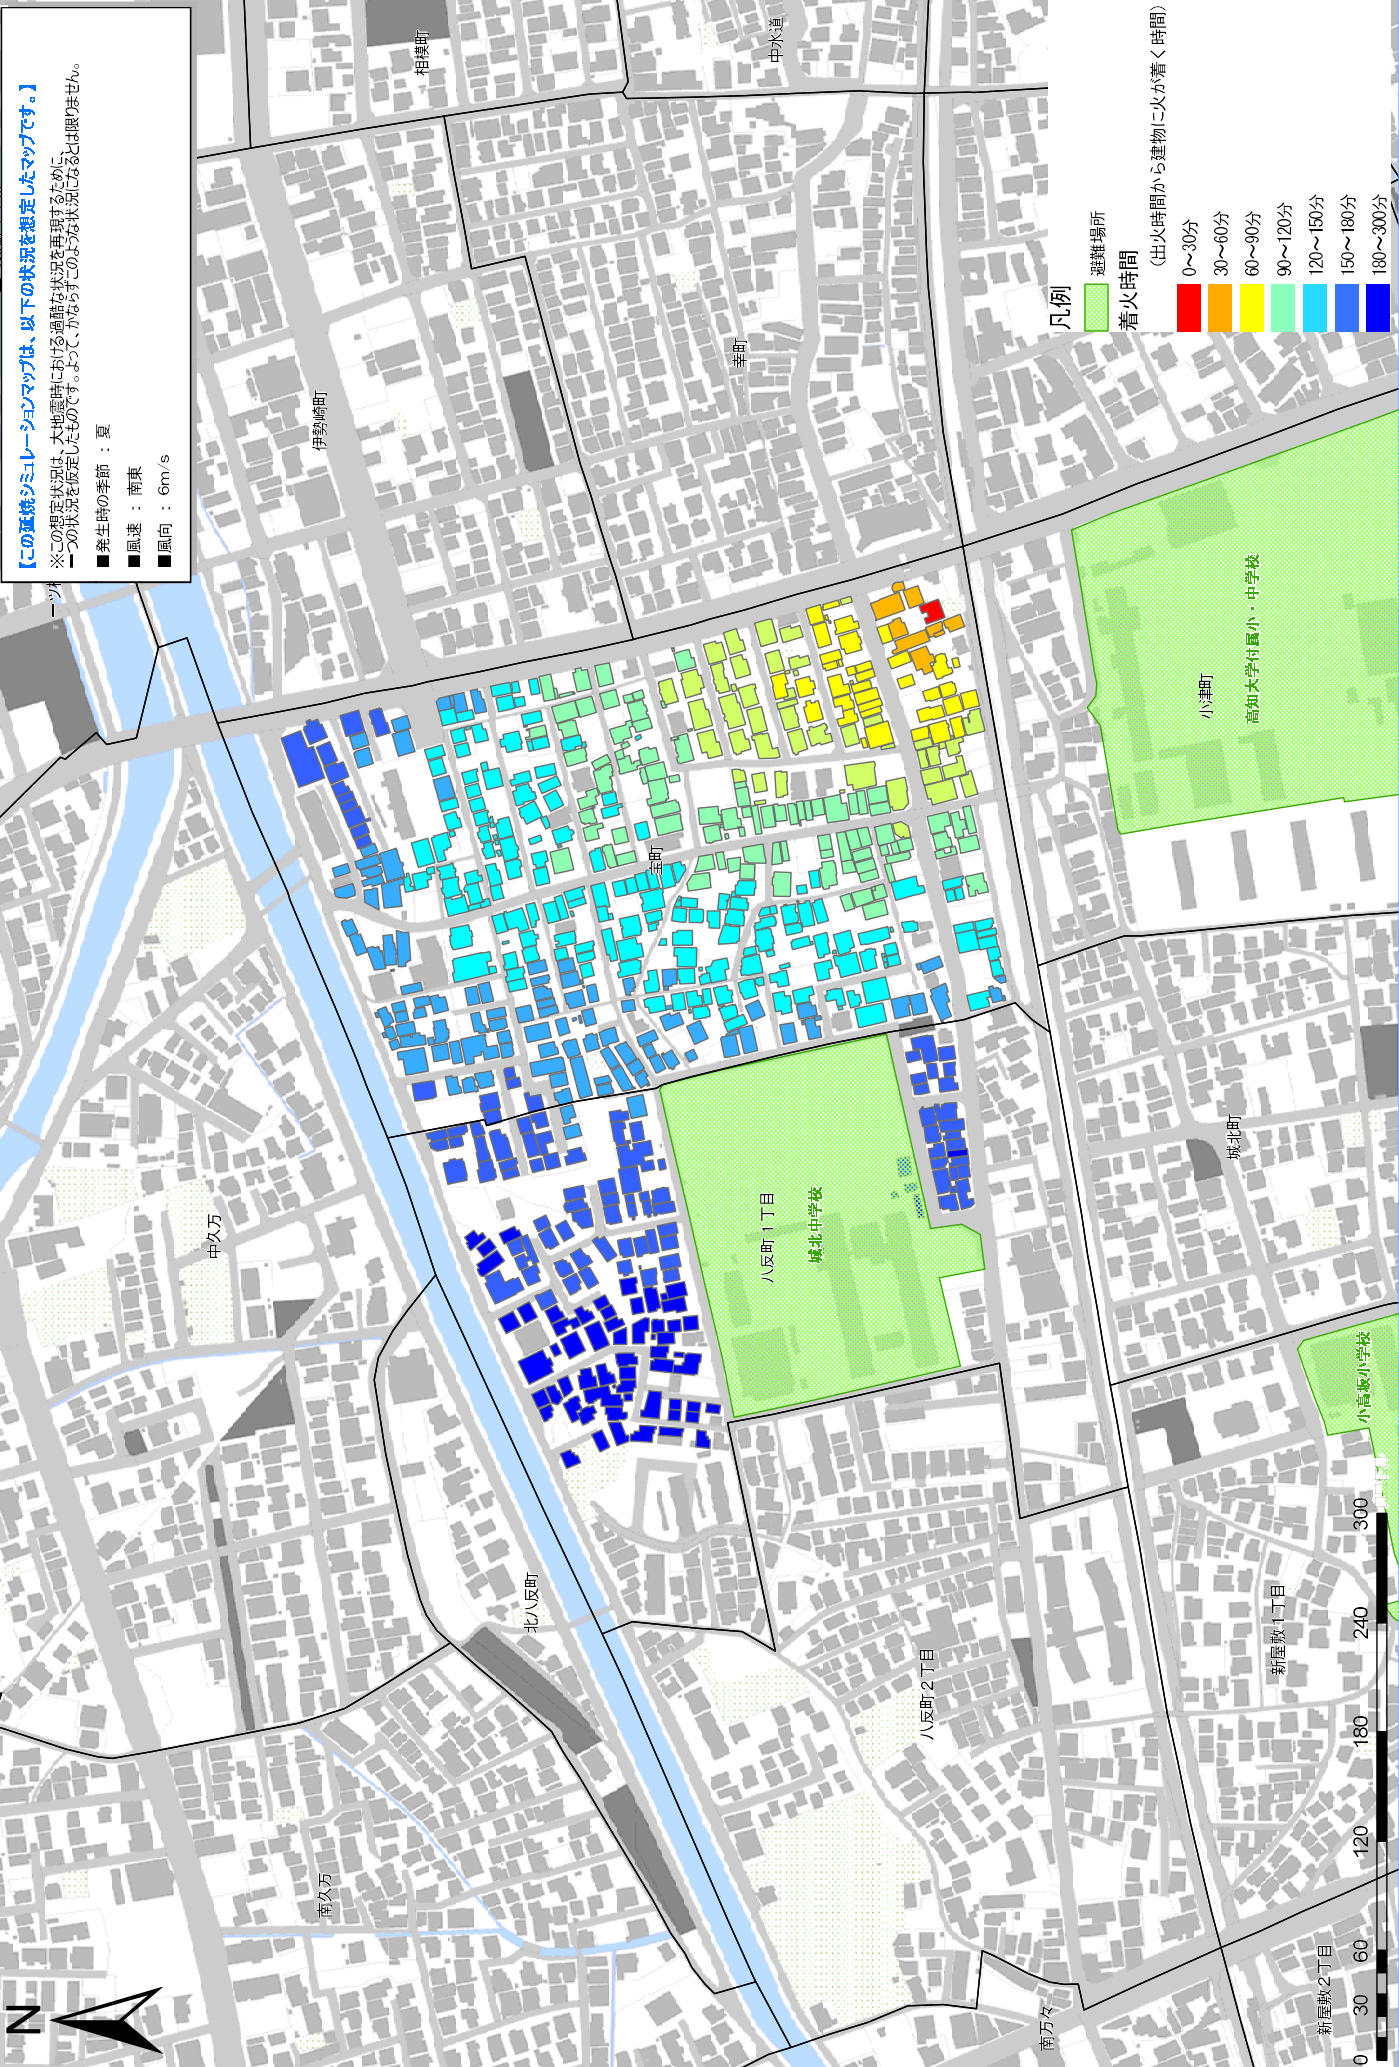 【この延焼シミュレーションマップは、以下の状況を想定したマップです。】
※この想定状況は、大地震時における過酷な状況を再現するために、
一つの状況を仮定したものです。よって、かならずこのような状況になるとは限りません。
■発生時の季節 ： 夏
■風速 ： 南東
■風向 ： 6m/s
相模町
中水道
伊勢崎町
幸町
宝町
小津町
高知大学付属小・中学校
中久万
八反町１丁目
城北中学校
城北町
小高坂小学校
北八反町
八反町２丁目
新屋敷１丁目
南久万
南万々
新屋敷２丁目
凡例
避難場所
着火時間
（出火時間から建物に火が着く時間）
0～30分
30～60分
60～90分
90～120分
120～150分
150～180分
180～300分
N
0 30 60 120 180 240 300